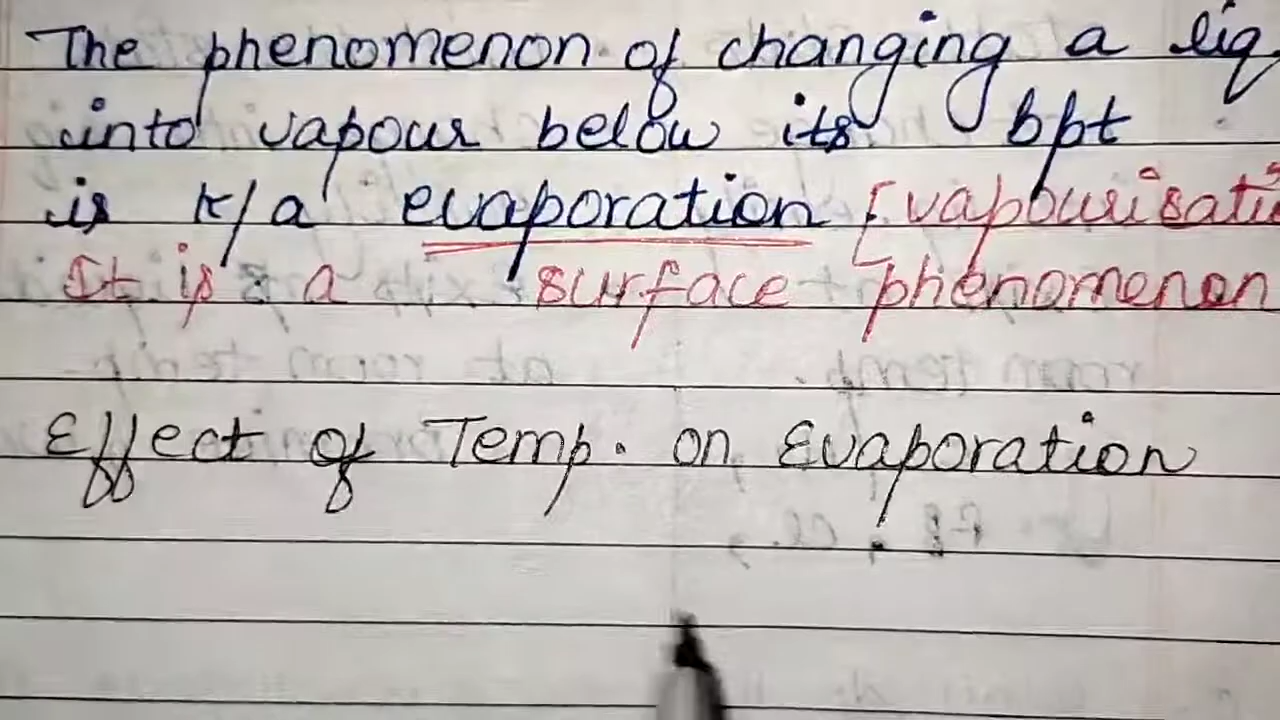 The phenomenon of changing a liq
into vapour below its bpt
is k/a evaporation [vapourisati
It is a surface phenomenon
Effect of Temp. on Evaporation